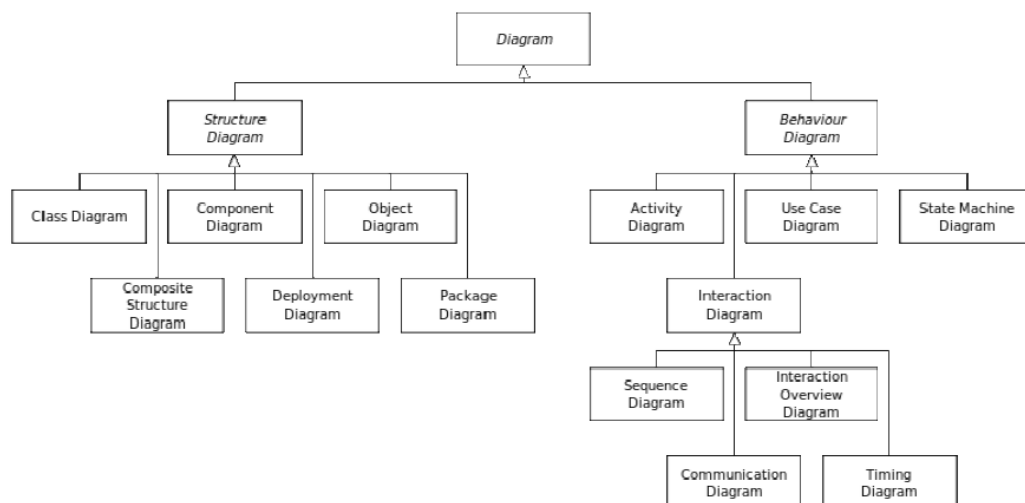 Diagram
Structure
Diagram
Behaviour
Diagram
Class Diagram
Component
Diagram
Object
Diagram
Activity
Diagram
Use Case
Diagram
State Machine
Diagram
Composite
Structure
Diagram
Deployment
Diagram
Package
Diagram
Interaction
Diagram
Sequence
Diagram
Interaction
Overview
Diagram
Communication
Diagram
Timing
Diagram